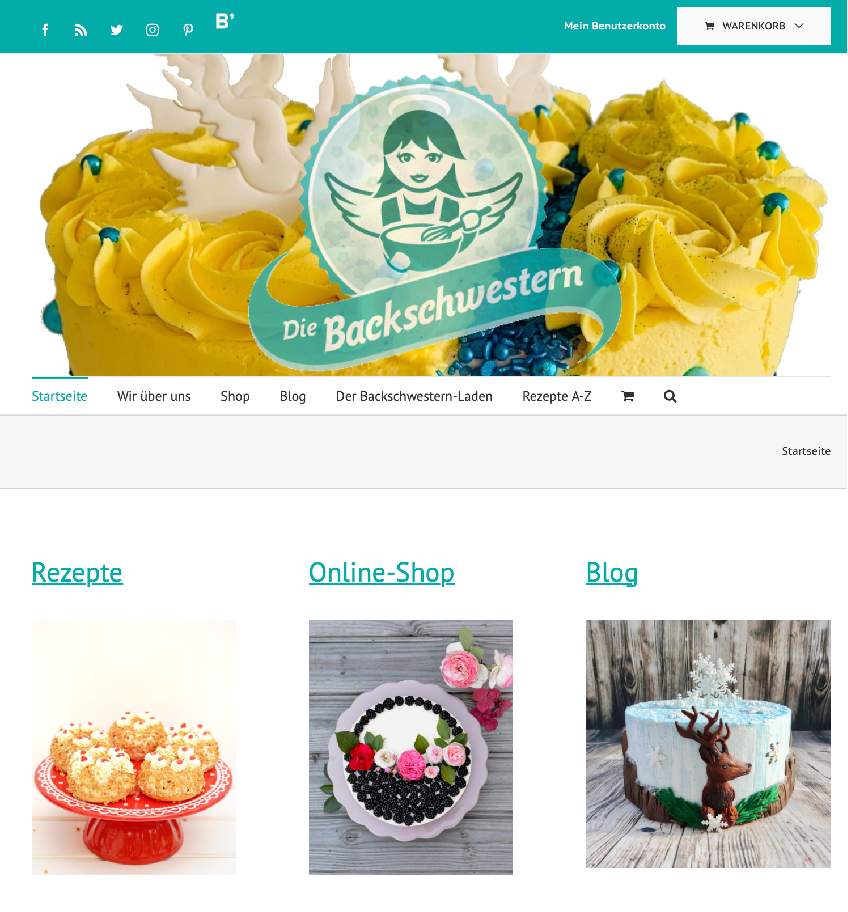 B’
Mein Benutzerkonto
WARENKORB
Die Backschwestern
Startseite
Wir über uns
Shop
Blog
Der Backschwestern-Laden
Rezepte A-Z
Startseite
Rezepte
Online-Shop
Blog